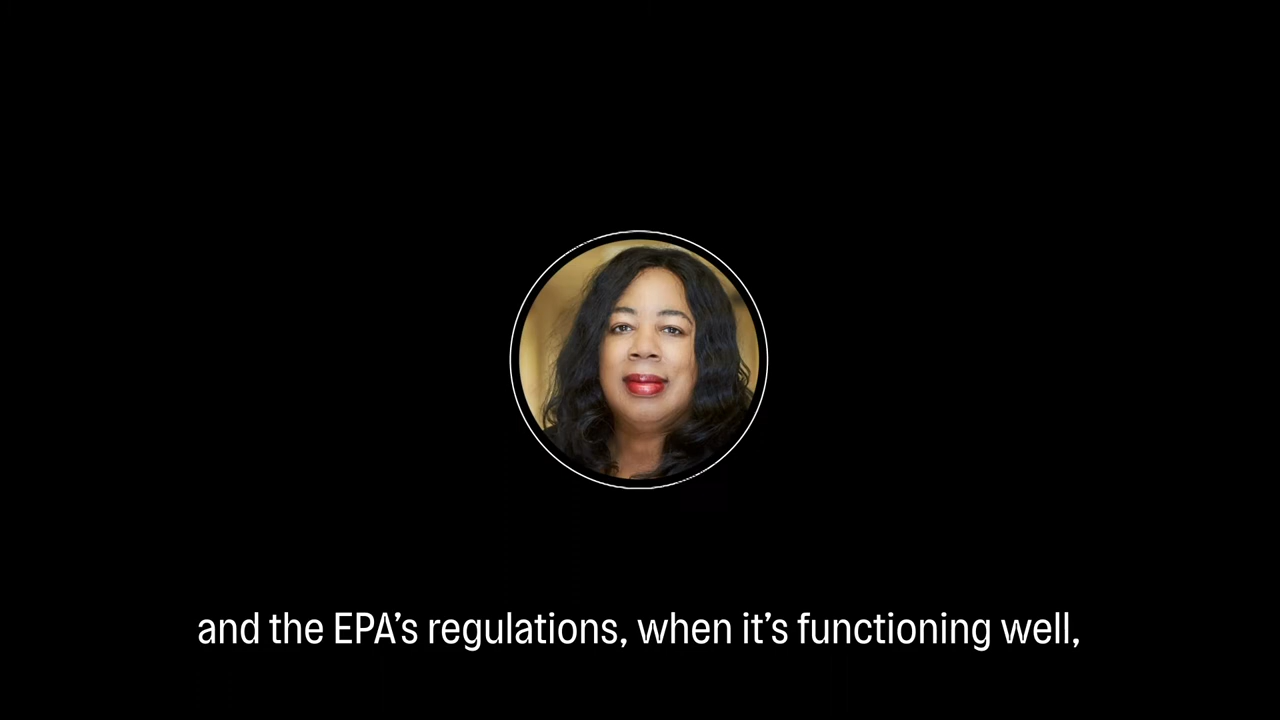 and the EPA’s regulations, when it’s functioning well,